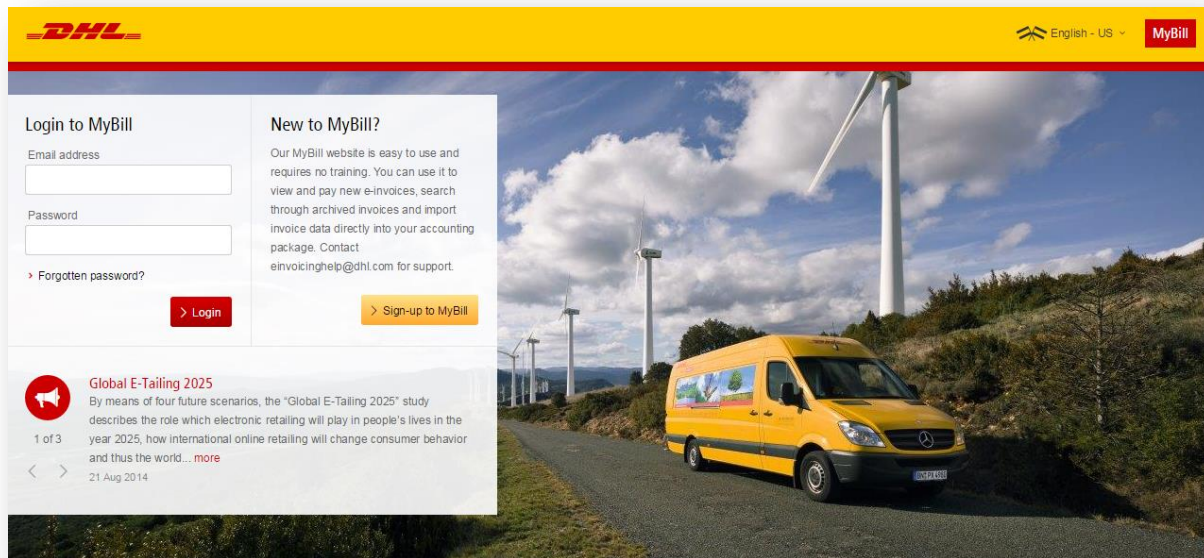 DHL
English - US
MyBill
Login to MyBill
Email address
Password
Forgotten password?
Login
New to MyBill?
Our MyBill website is easy to use and
requires no training. You can use it to
view and pay new e-invoices, search
through archived invoices and import
invoice data directly into your accounting
package. Contact
einvoicinghelp@dhl.com for support.
Sign-up to MyBill
Global E-Tailing 2025
By means of four future scenarios, the “Global E-Tailing 2025” study
describes the role which electronic retailing will play in people’s lives in the
year 2025, how international online retailing will change consumer behavior
and thus the world... more
1 of 3
21 Aug 2014